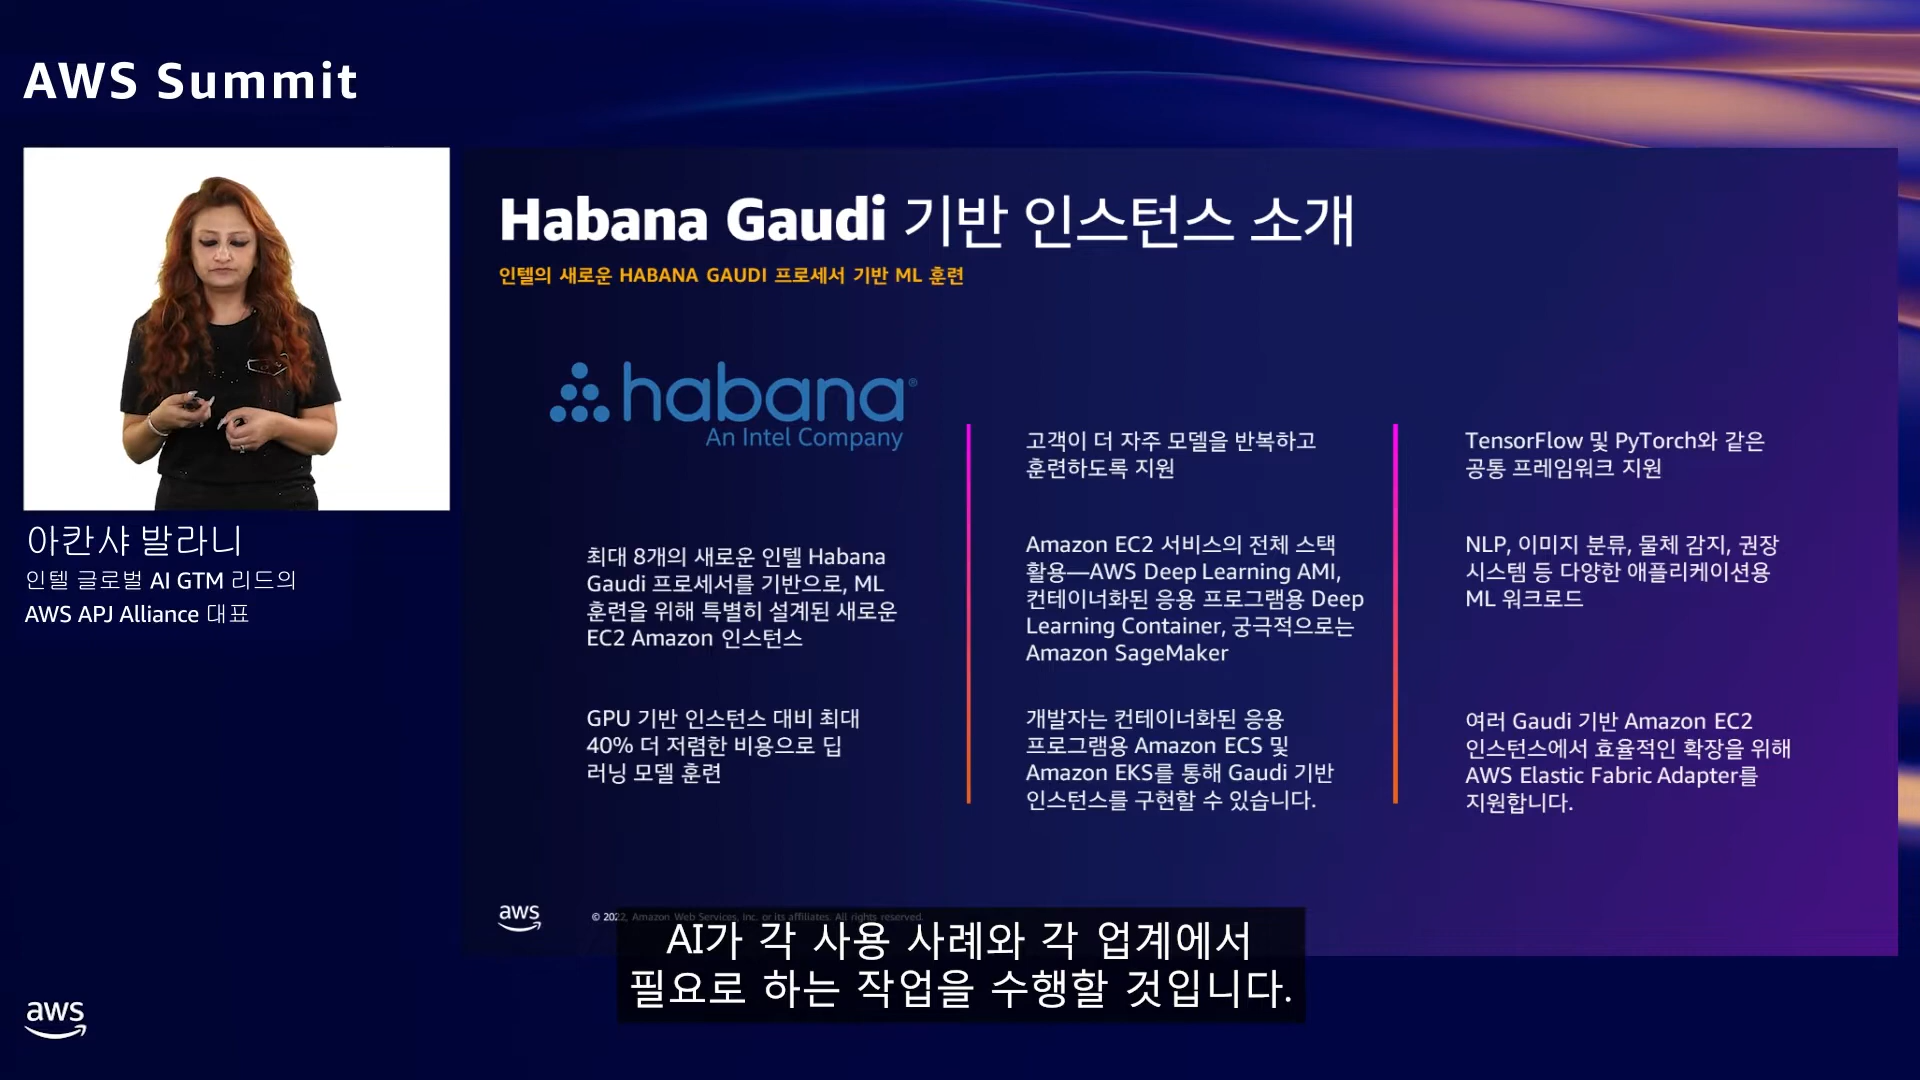 AWS Summit
아칸샤 발라니
인텔 글로벌 AI GTM 리드의
AWS APJ Alliance 대표
Habana Gaudi 기반 인스턴스 소개
인텔의 새로운 HABANA GAUDI 프로세서 기반 ML 훈련
habana®
An Intel Company
최대 8개의 새로운 인텔 Habana
Gaudi 프로세서를 기반으로, ML
훈련을 위해 특별히 설계된 새로운
EC2 Amazon 인스턴스
GPU 기반 인스턴스 대비 최대
40% 더 저렴한 비용으로 딥
러닝 모델 훈련
고객이 더 자주 모델을 반복하고
훈련하도록 지원
Amazon EC2 서비스의 전체 스택
활용—AWS Deep Learning AMI,
컨테이너화된 응용 프로그램용 Deep
Learning Container, 궁극적으로는
Amazon SageMaker
개발자는 컨테이너화된 응용
프로그램용 Amazon ECS 및
Amazon EKS를 통해 Gaudi 기반
인스턴스를 구현할 수 있습니다.
TensorFlow 및 PyTorch와 같은
공통 프레임워크 지원
NLP, 이미지 분류, 물체 감지, 권장
시스템 등 다양한 애플리케이션용
ML 워크로드
여러 Gaudi 기반 Amazon EC2
인스턴스에서 효율적인 확장을 위해
AWS Elastic Fabric Adapter를
지원합니다.
aws
© 2022, Amazon Web Services, Inc. or its affiliates. All rights reserved.
AI가 각 사용 사례와 각 업계에서
필요로 하는 작업을 수행할 것입니다.
aws